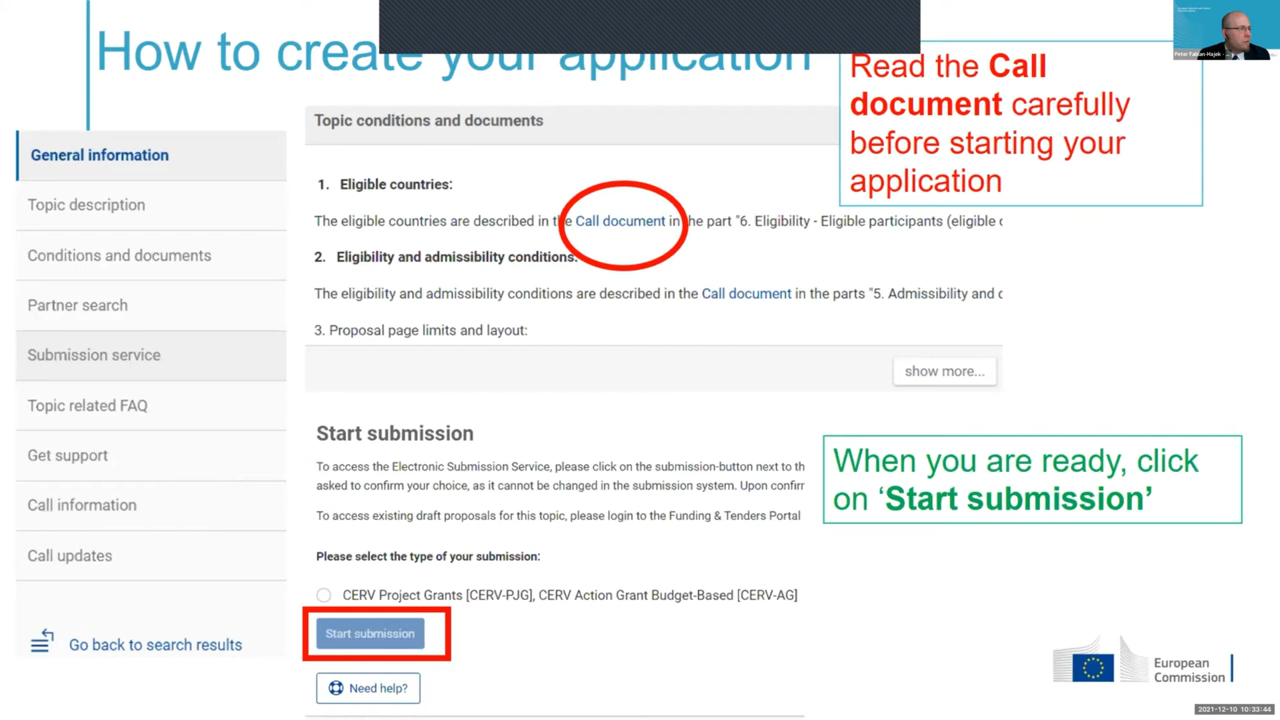 How to create your application
Read the Call
document carefully
before starting your
application
General information
Topic description
Conditions and documents
Partner search
Submission service
Topic related FAQ
Get support
Call information
Call updates
Go back to search results
Topic conditions and documents
1. Eligible countries:
The eligible countries are described in the Call document in the part "6. Eligibility - Eligible participants (eligible c
2. Eligibility and admissibility conditions:
The eligibility and admissibility conditions are described in the Call document in the parts "5. Admissibility and c
3. Proposal page limits and layout:
show more...
Start submission
To access the Electronic Submission Service, please click on the submission-button next to th
asked to confirm your choice, as it cannot be changed in the submission system. Upon confirm
To access existing draft proposals for this topic, please login to the Funding & Tenders Portal
Please select the type of your submission:
CERV Project Grants [CERV-PJG], CERV Action Grant Budget-Based [CERV-AG]
Start submission
Need help?
When you are ready, click
on ‘Start submission’
European
Commission
2021-12-10 10:33:44